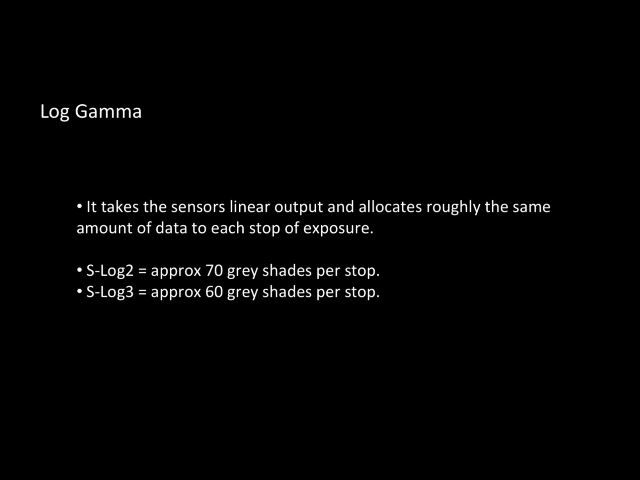 Log Gamma
• It takes the sensors linear output and allocates roughly the same
amount of data to each stop of exposure.
• S-Log2 = approx 70 grey shades per stop.
• S-Log3 = approx 60 grey shades per stop.